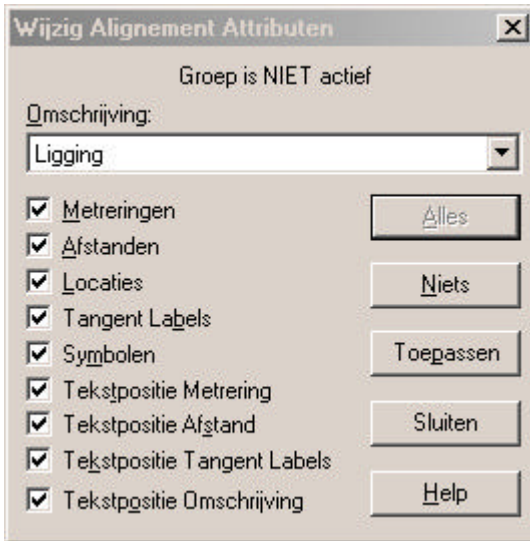 Wijzig Alignement Attributen
Groep is NIET actief
Omschrijving:
Ligging
Metreringen
Alles
Afstanden
Locaties
Niets
Tangent Labels
Symbolen
Toepassen
Tekstpositie Metrering
Tekstpositie Afstand
Sluiten
Tekstpositie Tangent Labels
Tekstpositie Omschrijving
Help